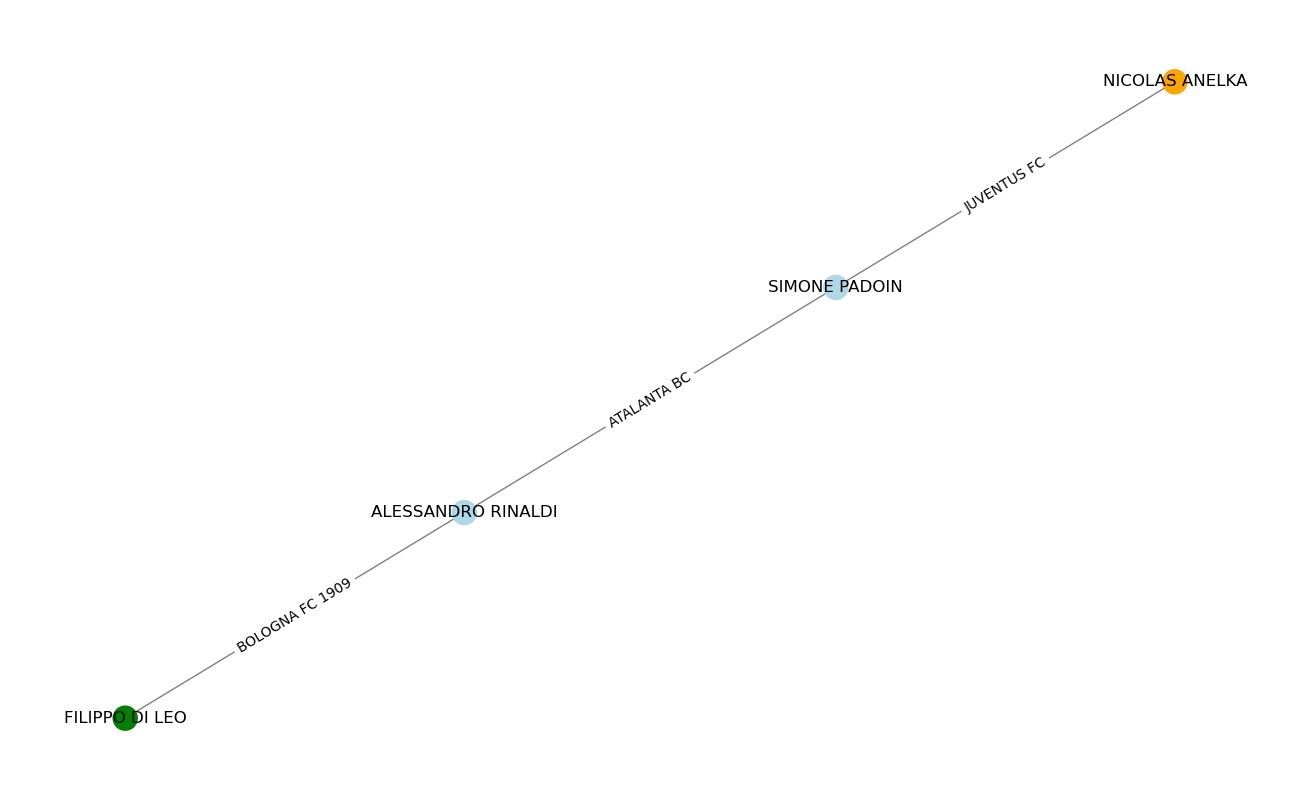 NICOLAS ANELKA
JUVENTUS FC
SIMONE PADOIN
ATALANTA BC
ALESSANDRO RINALDI
BOLOGNA FC 1909
FILIPPO DI LEO